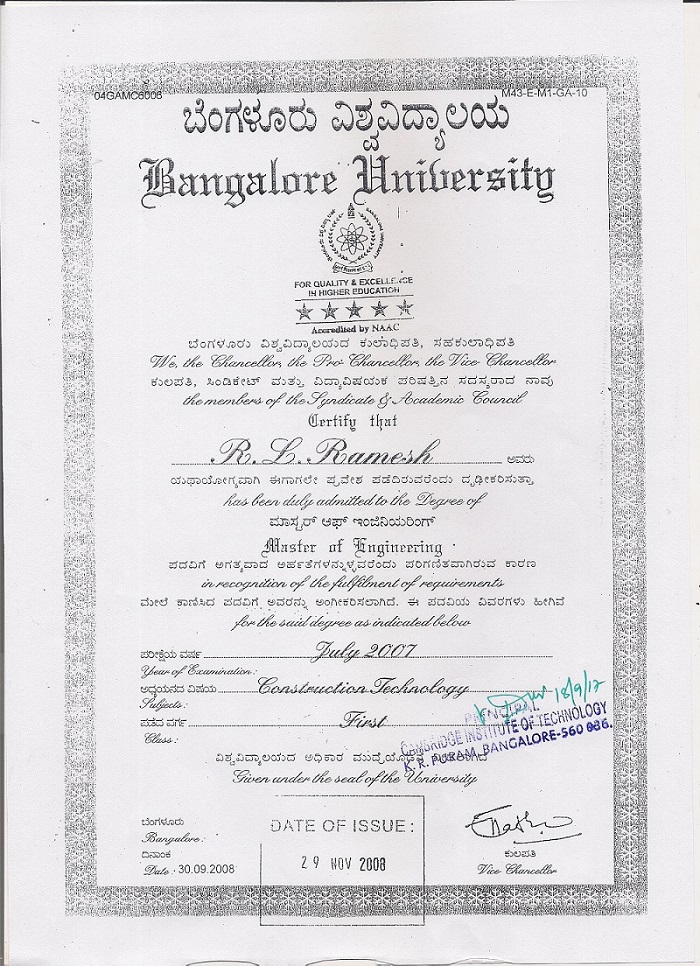 04GAMC6006
M43-E-M1-GA-10
ಬೆಂಗಳೂರು ವಿಶ್ವವಿದ್ಯಾಲಯ
Bangalore University
FOR QUALITY & EXCELLENCE
IN HIGHER EDUCATION
Accredited by NAAC
ಬೆಂಗಳೂರು ವಿಶ್ವವಿದ್ಯಾಲಯದ ಕುಲಾಧಿಪತಿ, ಸಹಕುಲಾಧಿಪತಿ
We, the Chancellor, the Pro Chancellor, the Vice Chancellor
ಕುಲಪತಿ, ಸಿಂಡಿಕೇಟ್ ಮತ್ತು ವಿದ್ಯಾವಿಷಯಕ ಪರಿಷತ್ತಿನ ಸದಸ್ಯರಾದ ನಾವು
the members of the Syndicate & Academic Council
Certify that
R. L. Ramesh ಅವರು
ಯಥಾಯೋಗ್ಯವಾಗಿ ಈಗಾಗಲೇ ಪ್ರವೇಶ ಪಡೆದಿರುವರೆಂದು ದೃಢೀಕರಿಸುತ್ತಾ
has been duly admitted to the Degree of
ಮಾಸ್ಟರ್ ಆಫ್ ಇಂಜಿನಿಯರಿಂಗ್
Master of Engineering
ಪದವಿಗೆ ಅಗತ್ಯವಾದ ಅರ್ಹತೆಗಳನ್ನುಳ್ಳವರೆಂದು ಪರಿಗಣಿತವಾಗಿರುವ ಕಾರಣ
in recognition of the fulfilment of requirements
ಮೇಲೆ ಕಾಣಿಸಿದ ಪದವಿಗೆ ಅವರನ್ನು ಅಂಗೀಕರಿಸಲಾಗಿದೆ. ಈ ಪದವಿಯ ವಿವರಗಳು ಹೀಗಿವೆ
for the said degree as indicated below
ಪರೀಕ್ಷೆಯ ವರ್ಷ July 2007
Year of Examination:
ಅಧ್ಯಯನದ ವಿಷಯ Construction Technology
Subjects:
18/9/17
PRINCIPAL
ಪಡೆದ ವರ್ಗ First
Class:
CAMBRIDGE INSTITUTE OF TECHNOLOGY
K. R. PURAM, BANGALORE-560 036.
ವಿಶ್ವವಿದ್ಯಾಲಯದ ಅಧಿಕಾರ
Given under the seal of the University
ಬೆಂಗಳೂರು
Bangalore:
ದಿನಾಂಕ
Date: 30.09.2008
DATE OF ISSUE:
29 NOV 2008
ಕುಲಪತಿ
Vice Chancellor